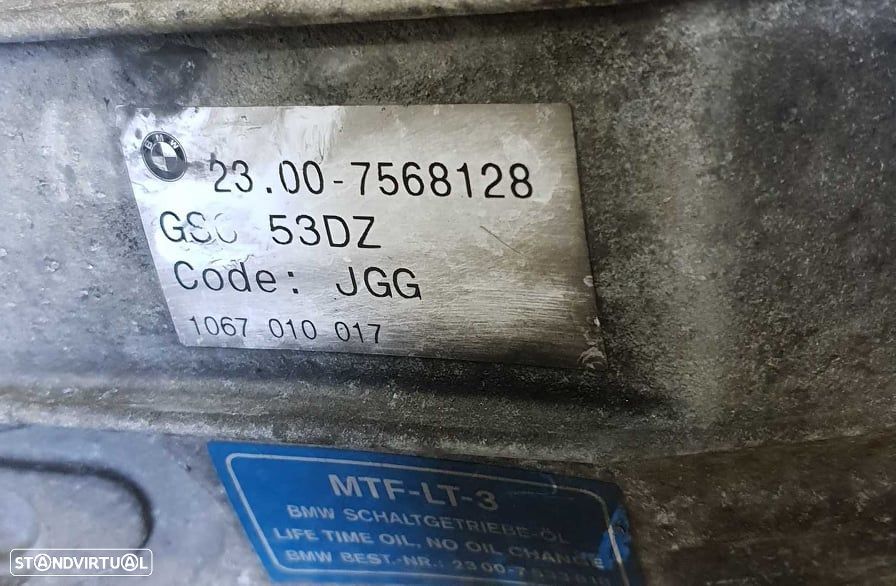 BMW
23.00-7568128
53DZ
Code: JGG
1067 010 017
MTF-LT-3
BMW SCHALTGETRIEBE-ÖL
LIFE TIME OIL, NO OIL CHANGE
BMW BEST.-NR.:
STANDVIRTUAL